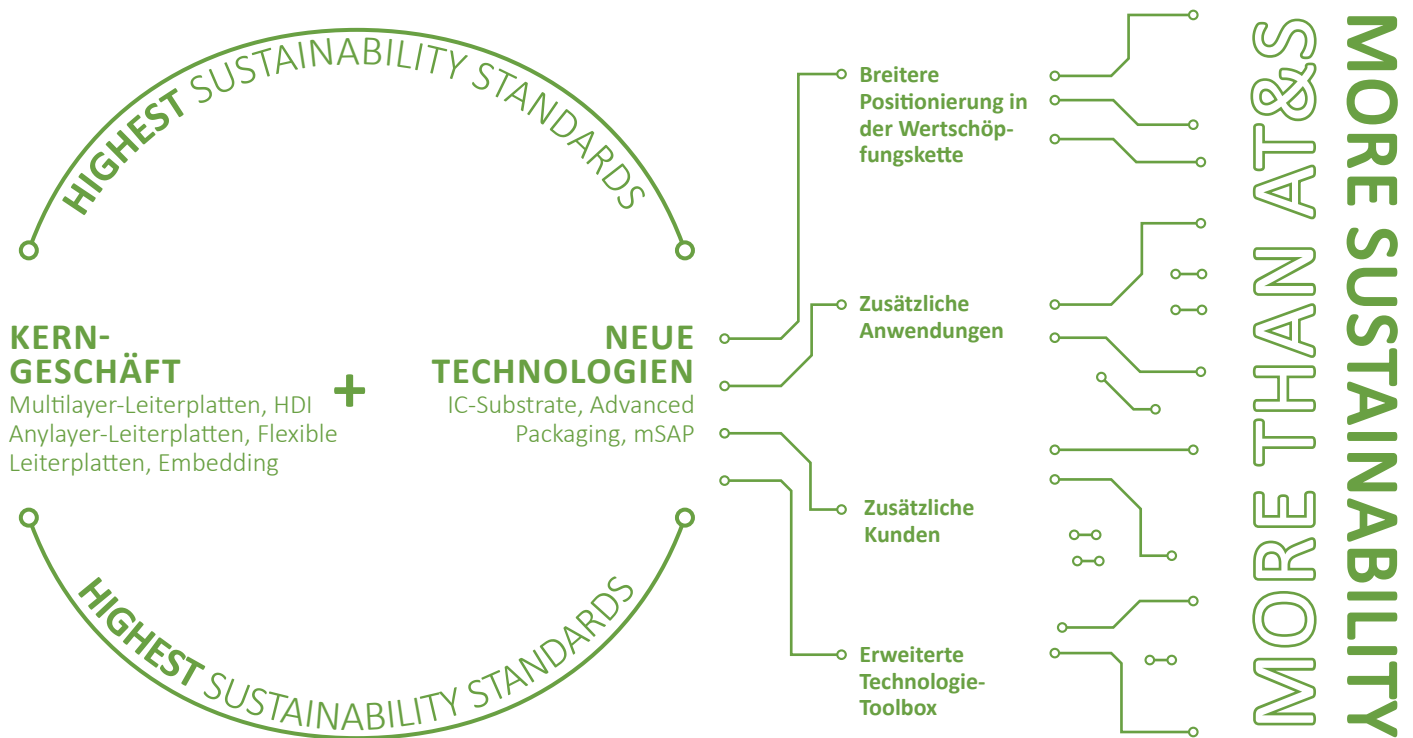 HIGHEST SUSTAINABILITY STANDARDS
KERN-
GESCHÄFT
Multilayer-Leiterplatten, HDI
Anylayer-Leiterplatten, Flexible
Leiterplatten, Embedding
+
NEUE
TECHNOLOGIEN
IC-Substrate, Advanced
Packaging, mSAP
HIGHEST SUSTAINABILITY STANDARDS
Breitere
Positionierung in
der Wertschöp-
fungskette
Zusätzliche
Anwendungen
Zusätzliche
Kunden
Erweiterte
Technologie-
Toolbox
MORE THAN AT&S
MORE SUSTAINABILITY